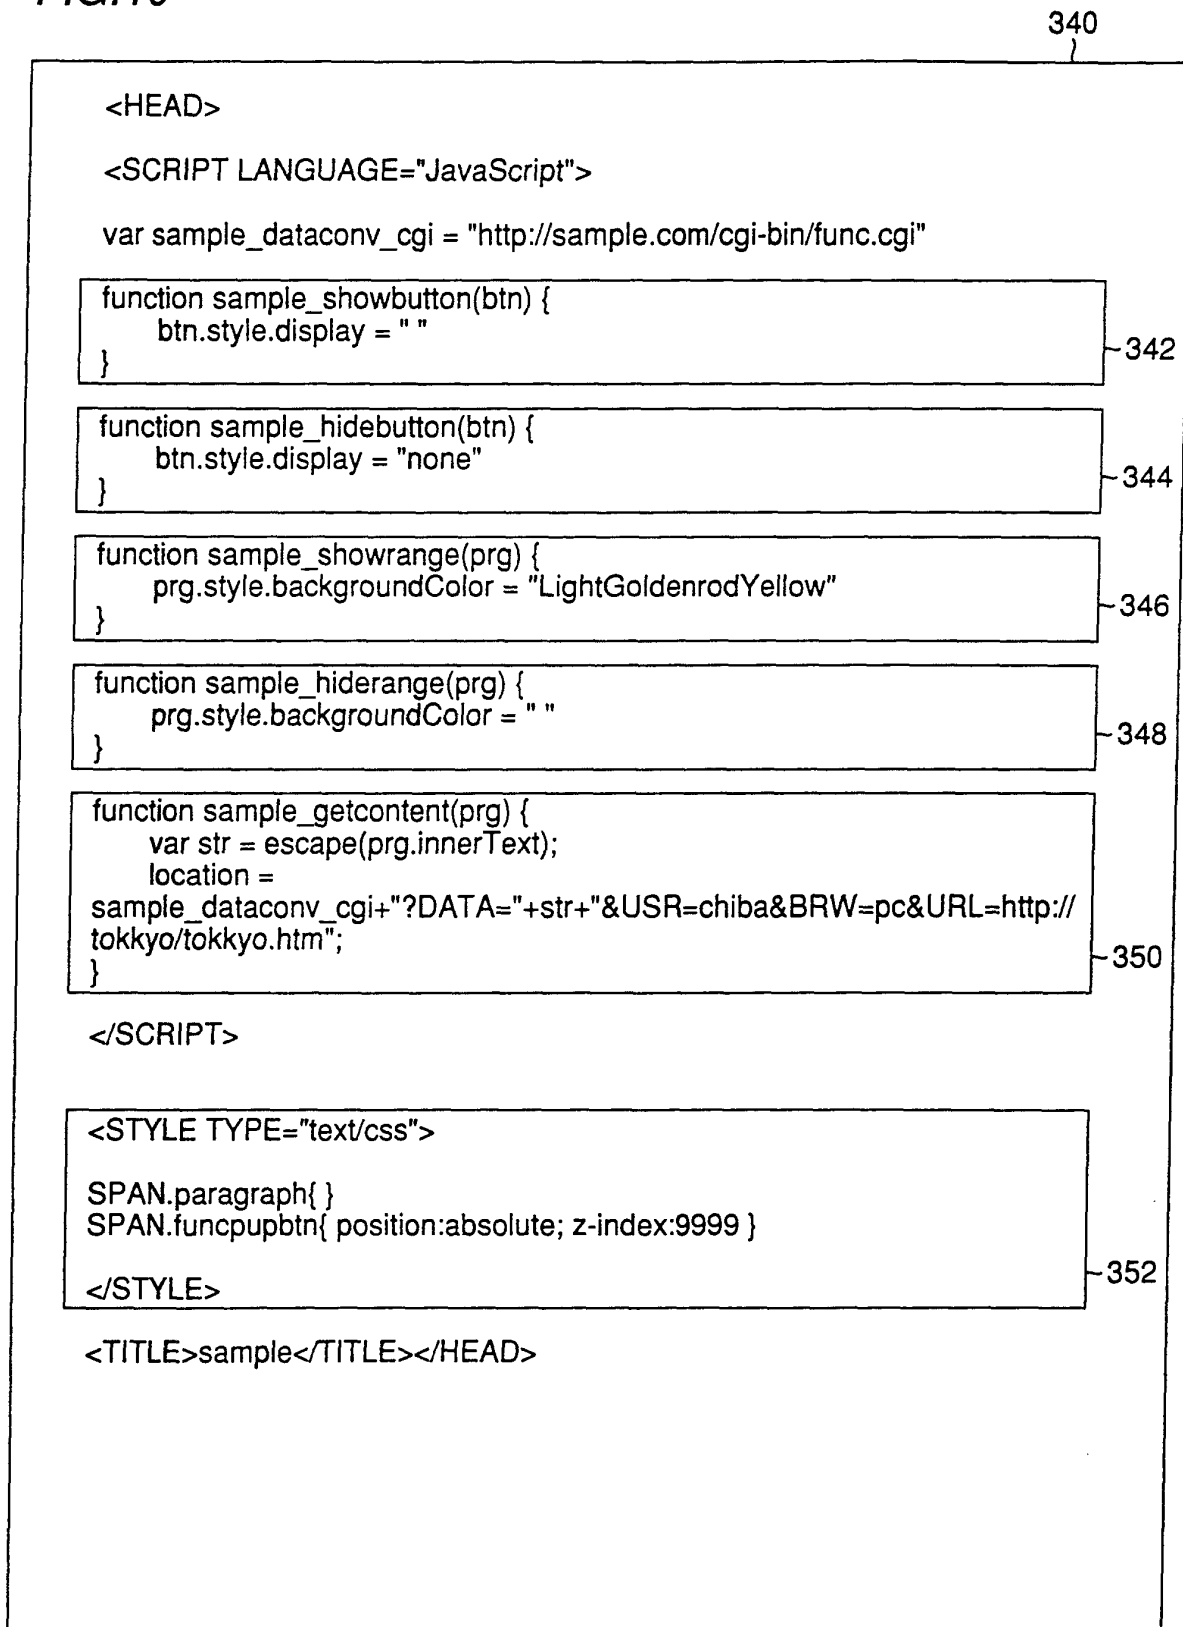 340
<HEAD>
<SCRIPT LANGUAGE="JavaScript">
var sample_dataconv_cgi = "http://sample.com/cgi-bin/func.cgi"
function sample_showbutton(btn) {
btn.style.display = " "
}
342
function sample_hidebutton(btn) {
btn.style.display = "none"
}
344
function sample_showrange(prg) {
prg.style.backgroundColor = "LightGoldenrodYellow"
}
346
function sample_hiderange(prg) {
prg.style.backgroundColor = " "
}
348
function sample_getcontent(prg) {
var str = escape(prg.innerText);
location =
sample_dataconv_cgi+"?DATA="+str+"&USR=chiba&BRW=pc&URL=http://
tokkyo/tokkyo.htm";
}
350
</SCRIPT>
<STYLE TYPE="text/css">
SPAN.paragraph{ }
SPAN.funcpupbtn{ position:absolute; z-index:9999 }
</STYLE>
352
<TITLE>sample</TITLE></HEAD>